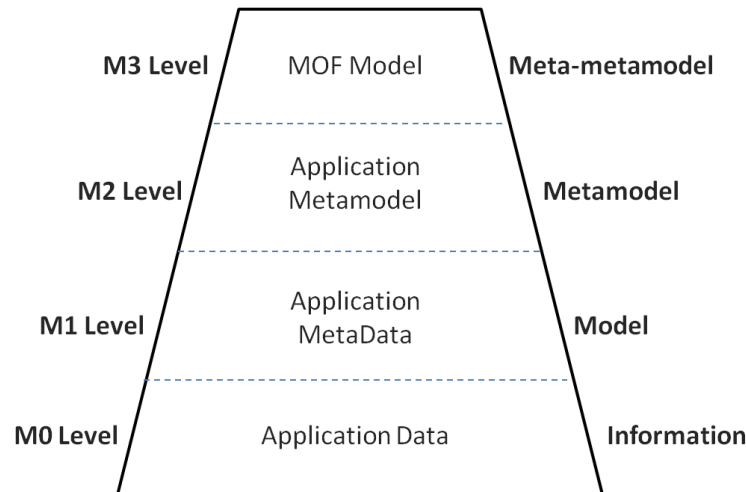 M3 Level MOF Model Meta-metamodel
Application
M2 Level Metamodel Metamodel
Application
M1 Level MetaData Model
M0 Level Application Data Information